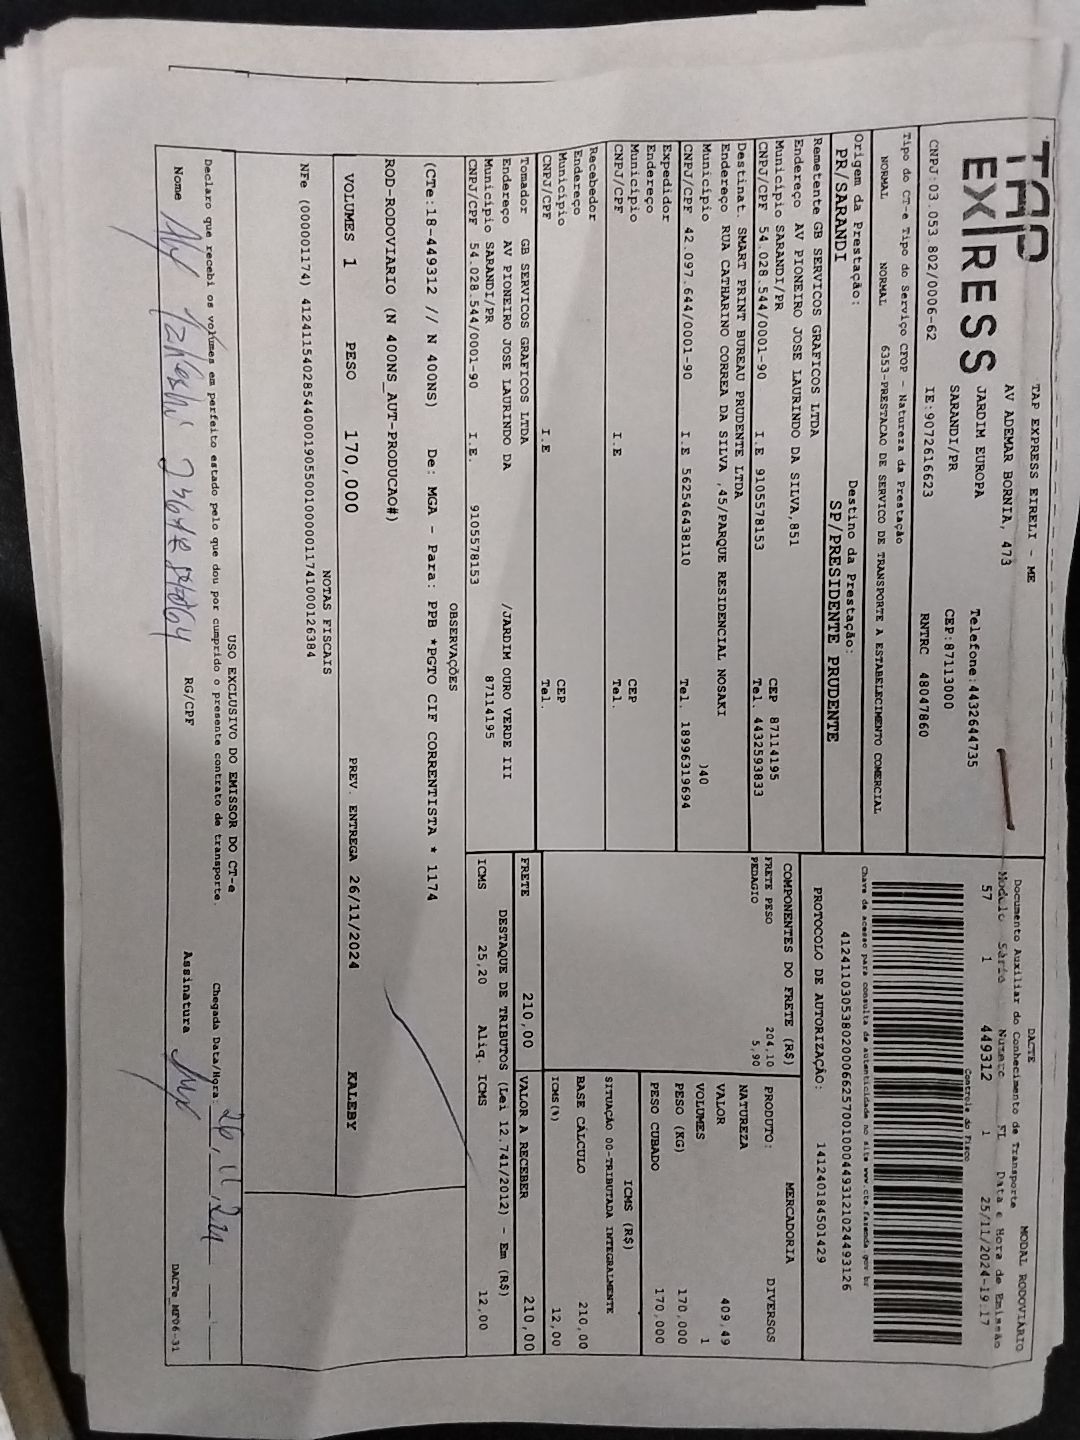 TAP EXPRESS
TAP EXPRESS EIRELI - ME
AV ADEMAR BORNIA, 473
JARDIM EUROPA Telefone:4432644735
SARANDI/PR CEP:87113000
CNPJ:03.053 802/0006-62 IE:9072616623 RNTRC 48047860
Tipo do CT-e Tipo do Serviço CFOP - Natureza da Prestação
NORMAL NORMAL 6353-PRESTACAO DE SERVICO DE TRANSPORTE A ESTABELECIMENTO COMERCIAL
Origem da Prestação: Destino da Prestação:
PR/SARANDI SP/PRESIDENTE PRUDENTE
DACTE MODAL RODOVIÁRIO
Documento Auxiliar do Conhecimento de Transporte
Modelo Série Numero FL Data e Hora de Emissão
57 1 449312 1 25/11/2024-19:17
Controle do Fisco
Chave de acesso para consulta de autenticidade no site www.cte.fazenda.gov.br
41241103053802000662570010004493121024493126
PROTOCOLO DE AUTORIZAÇÃO: 141240184501429
Remetente GB SERVICOS GRAFICOS LTDA
Endereço AV PIONEIRO JOSE LAURINDO DA SILVA,851
Município SARANDI/PR CEP 87114195
CNPJ/CPF 54.028.544/0001-90 I.E 9105578153 Tel. 4432593833
Destinat. SMART PRINT BUREAU PRUDENTE LTDA
Endereço RUA CATHARINO CORREA DA SILVA ,45/PARQUE RESIDENCIAL NOSAKI
Município )40
CNPJ/CPF 42.097.644/0001-90 I.E 562546438110 Tel. 18996319694
Expedidor
Endereço
Município CEP
CNPJ/CPF I.E Tel.
Recebedor
Endereço
Município CEP
CNPJ/CPF I.E Tel.
Tomador GB SERVICOS GRAFICOS LTDA
Endereço AV PIONEIRO JOSE LAURINDO DA /JARDIM OURO VERDE III
Município SARANDI/PR 87114195
CNPJ/CPF 54.028.544/0001-90 I.E. 9105578153
COMPONENTES DO FRETE (R$)
FRETE PESO 204,10
PEDAGIO 5,90
MERCADORIA
PRODUTO: DIVERSOS
NATUREZA
VALOR 409,49
VOLUMES 1
PESO (KG) 170,000
PESO CUBADO 170,000
ICMS (R$)
SITUAÇÃO 00-TRIBUTADA INTEGRALMENTE
BASE CÁLCULO 210,00
ICMS (%) 12,00
FRETE 210,00 VALOR A RECEBER 210,00
DESTAQUE DE TRIBUTOS (Lei 12.741/2012) - Em (R$)
ICMS 25,20 Aliq. ICMS 12,00
OBSERVAÇÕES
(CTe:18-449312 // N 400NS) De: MGA - Para: PPB *PGTO CIF CORRENTISTA * 1174
ROD-RODOVIARIO (N 400NS_AUT-PRODUCAO#)
VOLUMES 1 PESO 170,000 PREV. ENTREGA 26/11/2024 KALEBY
NOTAS FISCAIS
NFe (000001174) 41241154028544000190550010000011741000126384
USO EXCLUSIVO DO EMISSOR DO CT-e
Declaro que recebi os volumes em perfeito estado pelo que dou por cumprido o presente contrato de transporte. Chegada Data/Hora: 26,11,24
Nome RG/CPF Assinatura
DACTe_MP06-31